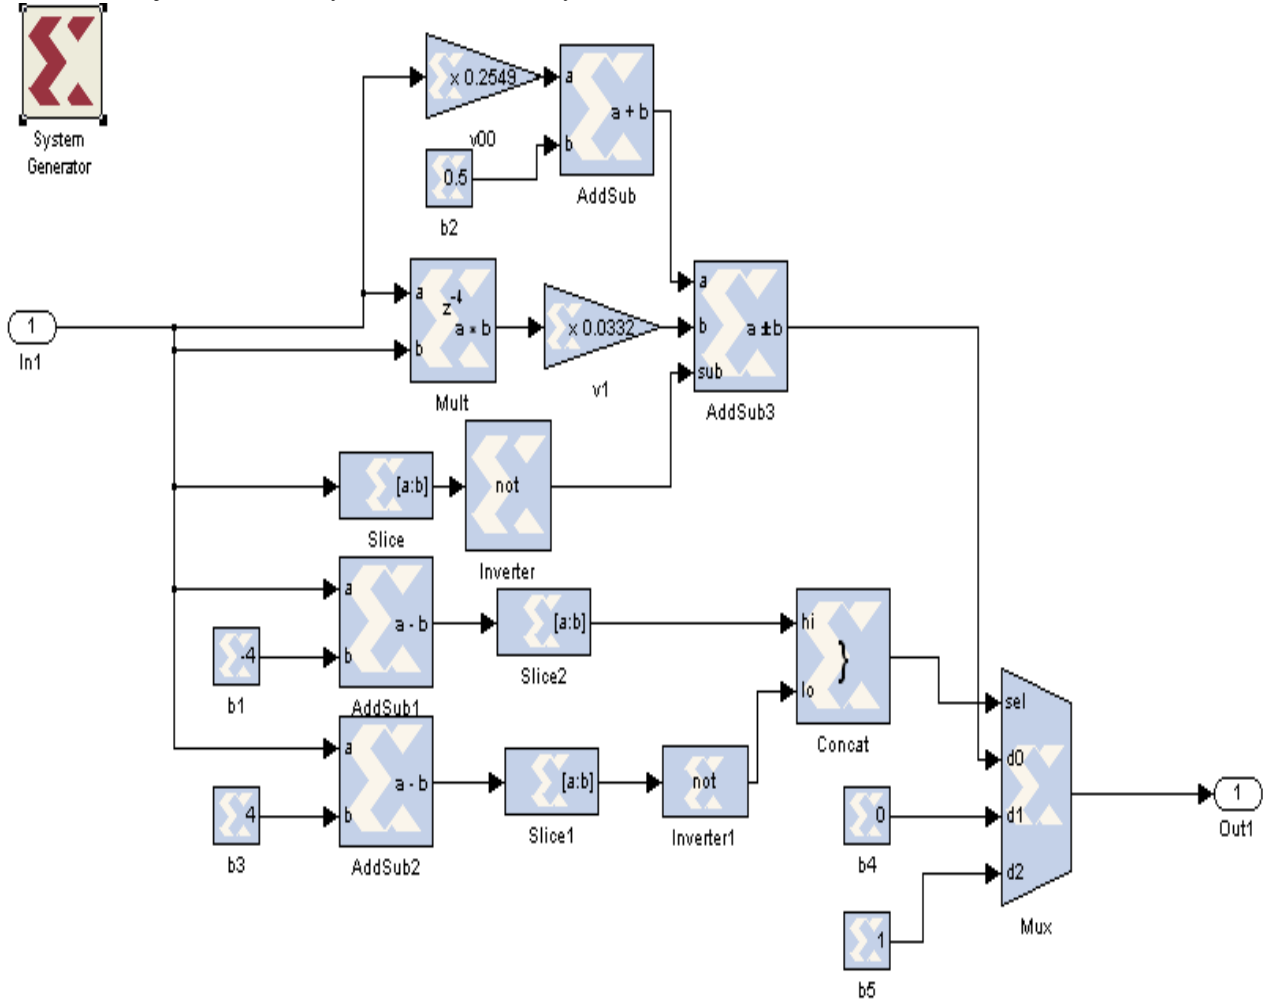 System
Generator
x 0.2549
v00
0.5
b2
a
b
a + b
AddSub
1
In1
a
b
z-4
a * b
Mult
x 0.0332
v1
a
b
sub
a ±b
AddSub3
[a:b]
Slice
not
Inverter
a
b
a - b
AddSub1
-4
b1
[a:b]
Slice2
a
b
a - b
AddSub2
4
b3
[a:b]
Slice1
not
Inverter1
hi
lo
}
Concat
sel
d0
d1
d2
Mux
0
b4
1
b5
1
Out1